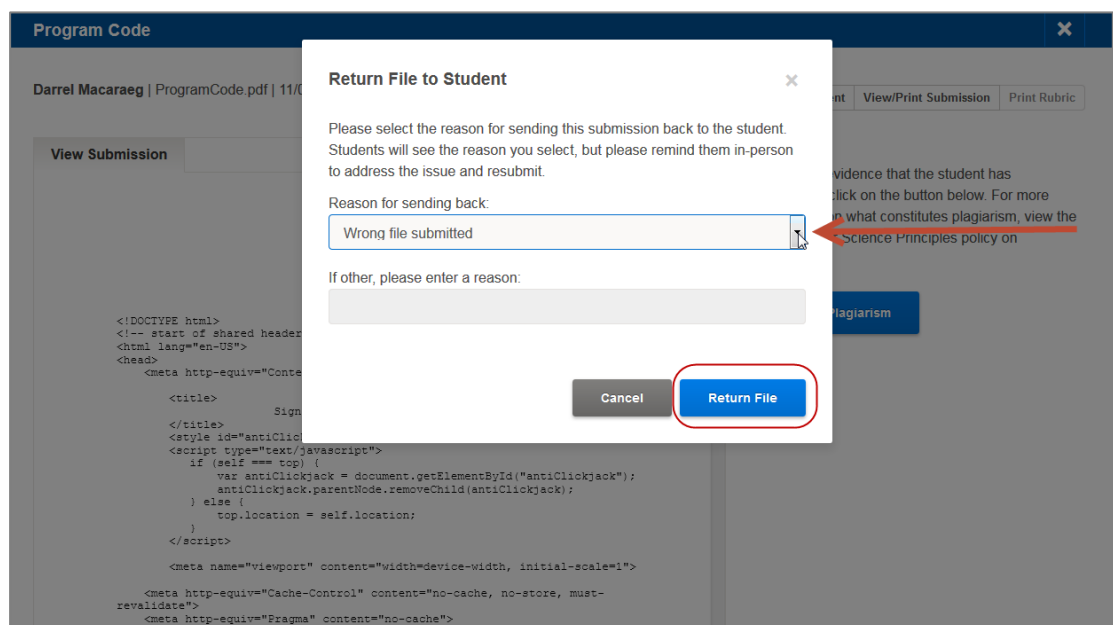 Program Code
Darrel Macaraeg | ProgramCode.pdf
View/Print Submission
Print Rubric
View Submission
Return File to Student
Please select the reason for sending this submission back to the student.
Students will see the reason you select, but please remind them in-person
to address the issue and resubmit.
Reason for sending back:
Wrong file submitted
If other, please enter a reason:
Cancel
Return File
that the student has
click on the button below. For more
what constitutes plagiarism, view the
Science Principles policy on
Plagiarism
<!DOCTYPE html>
<!-- start of shared header
<html lang="en-US">
<head>
<meta http-equiv="Conte
<title>
Sign
</title>
<style id="antiClic
<script type="text/javascript">
if (self === top) {
var antiClickjack = document.getElementById("antiClickjack");
antiClickjack.parentNode.removeChild(antiClickjack);
} else {
top.location = self.location;
}
</script>
<meta name="viewport" content="width=device-width, initial-scale=1">
<meta http-equiv="Cache-Control" content="no-cache, no-store, must-
revalidate">
<meta http-equiv="Pragma" content="no-cache">